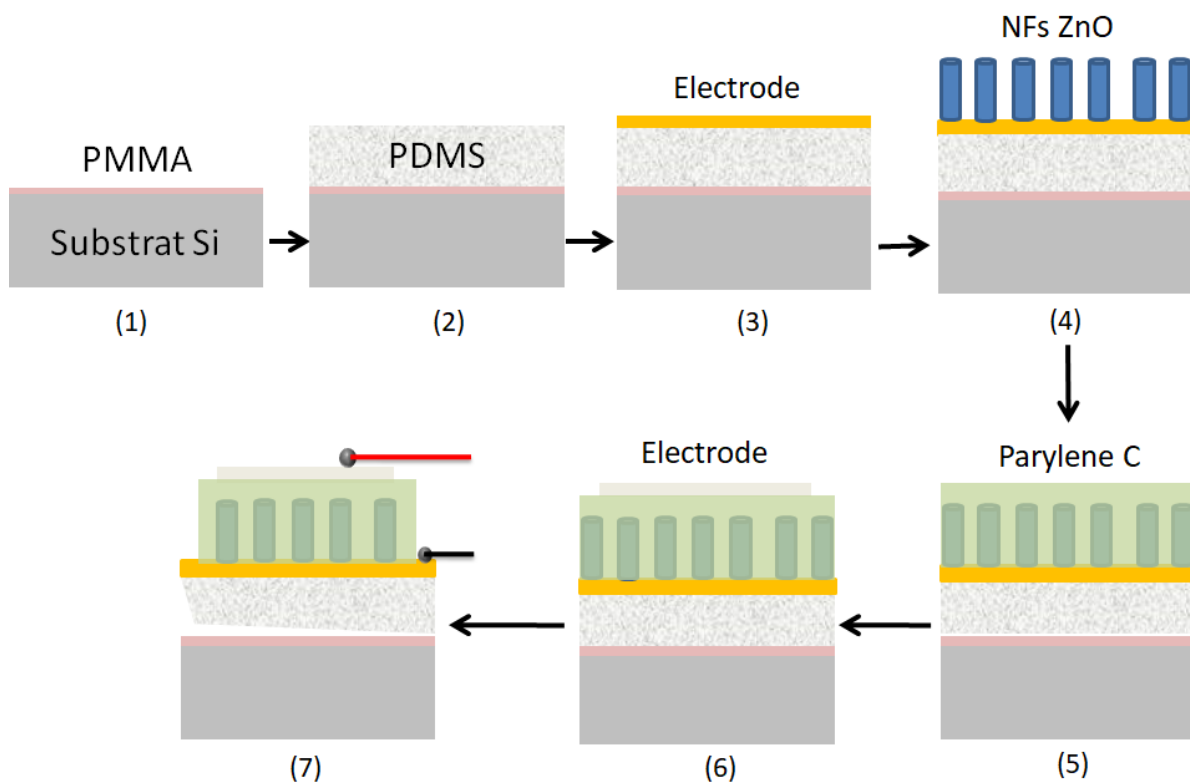 NFs ZnO
Electrode
PMMA
PDMS
Substrat Si
(1)
(2)
(3)
(4)
Electrode
Parylene C
(7)
(6)
(5)